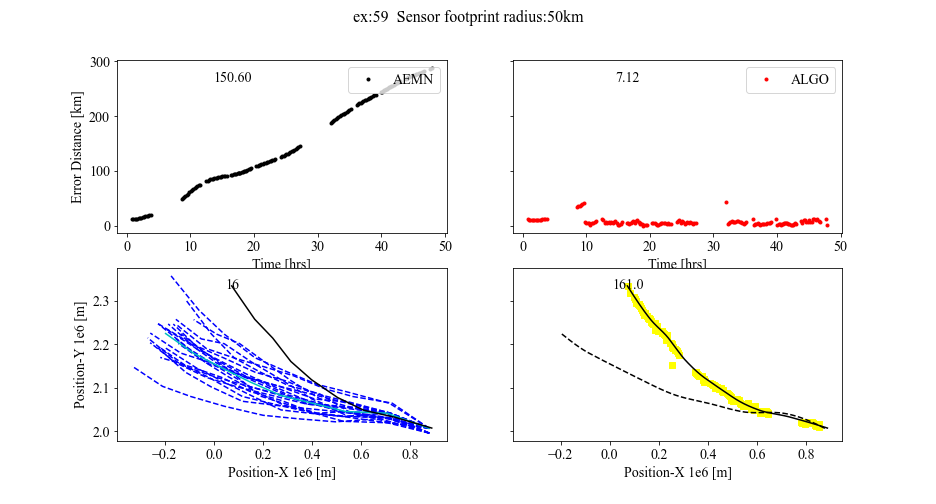 ex:59 Sensor footprint radius:50km
150.60
AEMN
7.12
ALGO
Error Distance [km]
300
200
100
0
0 10 20 30 40 50
0 10 20 30 40 50
Time [hrs]
Time [hrs]
16
161.0
Position-Y 1e6 [m]
2.3
2.2
2.1
2.0
−0.2 0.0 0.2 0.4 0.6 0.8
−0.2 0.0 0.2 0.4 0.6 0.8
Position-X 1e6 [m]
Position-X 1e6 [m]